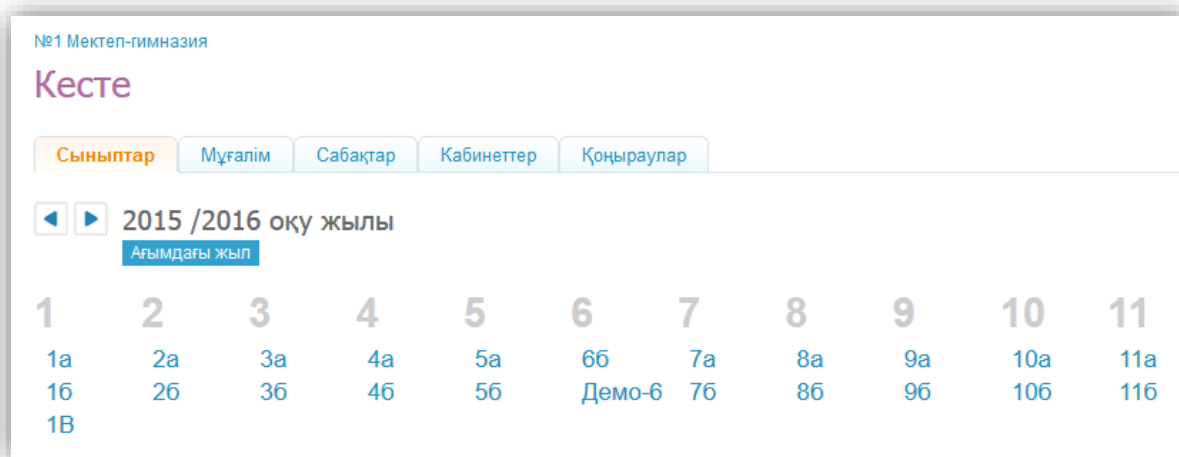 №1 Мектеп-гимназия
Кесте
Сыныптар Мұғалім Сабақтар Кабинеттер Қоңыраулар
2015 /2016 оқу жылы
Ағымдағы жыл
1 2 3 4 5 6 7 8 9 10 11
1а 2а 3а 4а 5а 6б 7а 8а 9а 10а 11а
1б 2б 3б 4б 5б Демо-6 7б 8б 9б 10б 11б
1В